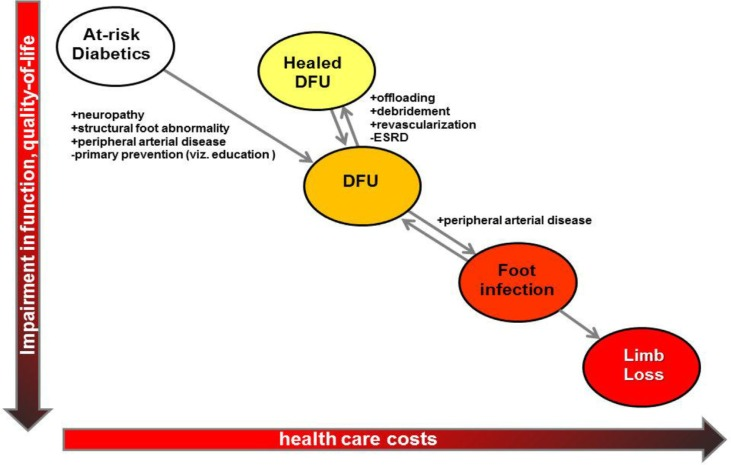 At-risk
Diabetics
Healed
DFU
+neuropathy
+structural foot abnormality
+peripheral arterial disease
-primary prevention (viz. education )
+offloading
+debridement
+revascularization
-ESRD
DFU
+peripheral arterial disease
Foot
infection
Limb
Loss
Impairment in function, quality-of-life
health care costs